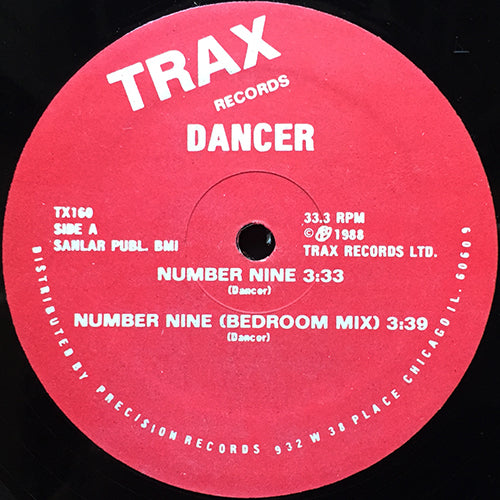 TRAX
RECORDS
DANCER
TX160
SIDE A
SANLAR PUBL. BMI
33.3 RPM
© ℗ 1988
TRAX RECORDS LTD.
NUMBER NINE 3:33
(Dancer)
NUMBER NINE (BEDROOM MIX) 3:39
(Dancer)
DISTRIBUTED BY PRECISION RECORDS 932 W 38 PLACE CHICAGO IL. 60609